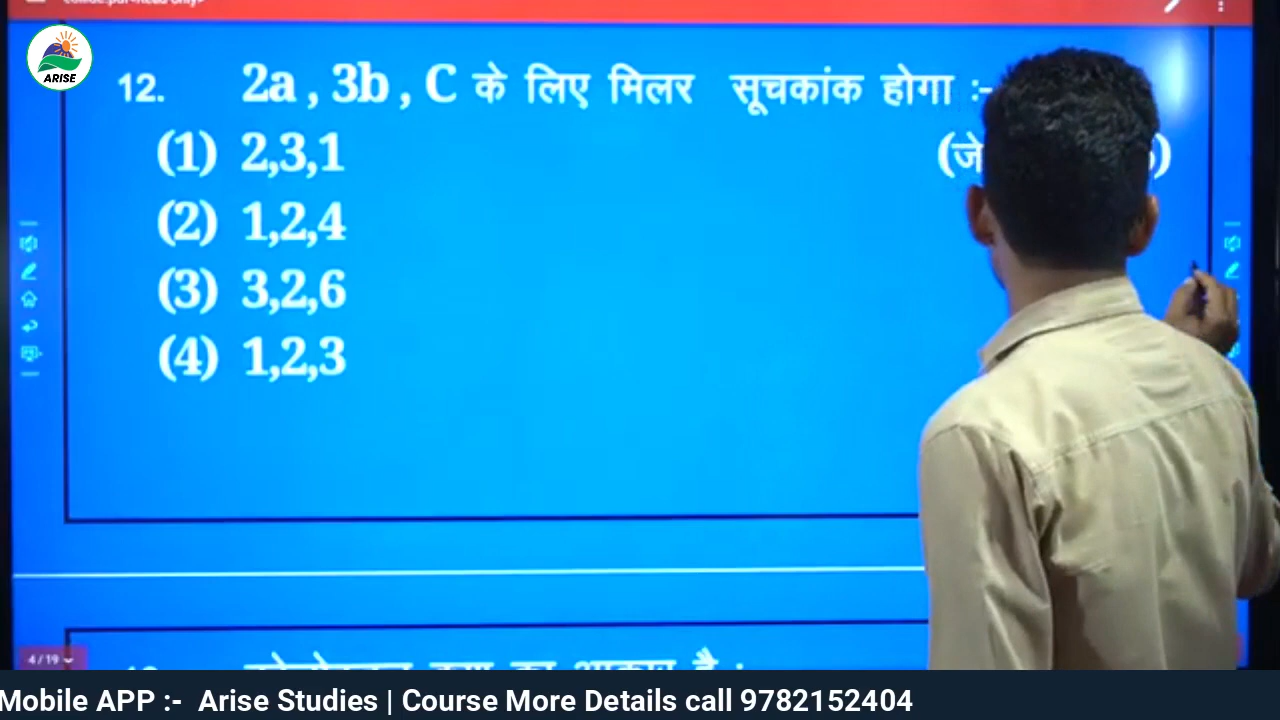 ARISE
12. 2a , 3b , C के लिए मिलर सूचकांक होगा :-
(जे
(1) 2,3,1
(2) 1,2,4
(3) 3,2,6
(4) 1,2,3
4 / 19
Mobile APP :- Arise Studies | Course More Details call 9782152404